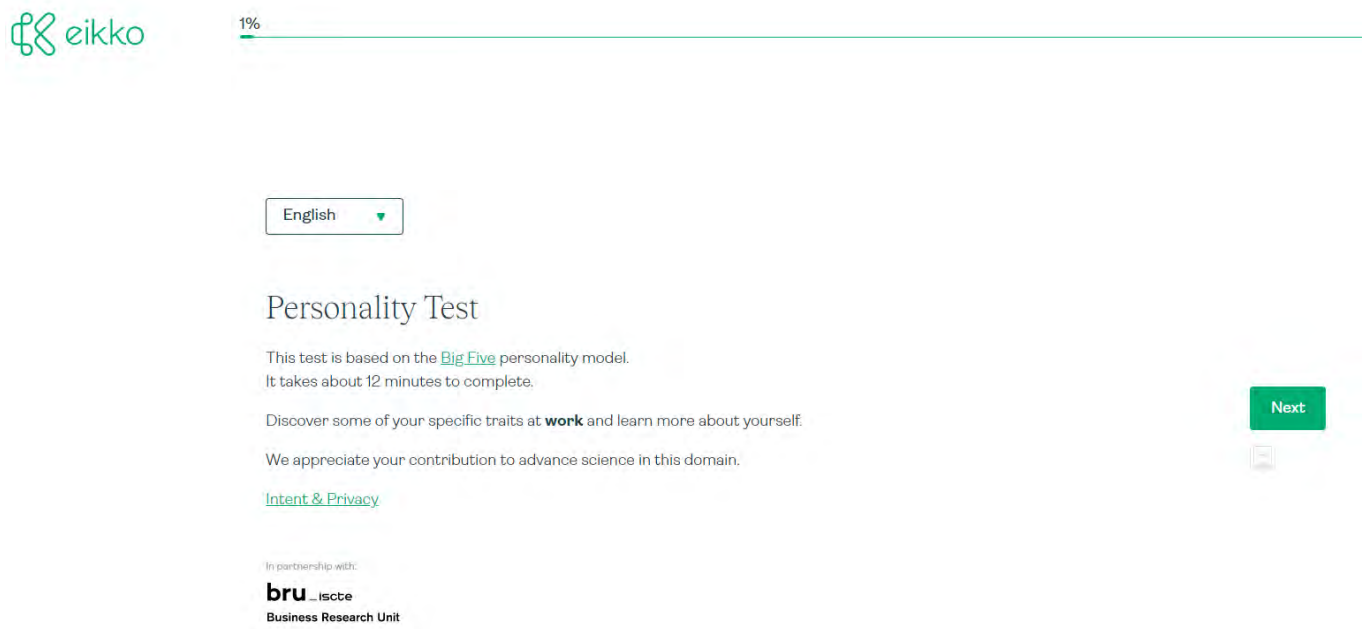 eikko
1%
English
Personality Test
This test is based on the Big Five personality model.
It takes about 12 minutes to complete.
Discover some of your specific traits at work and learn more about yourself.
Next
We appreciate your contribution to advance science in this domain.
Intent & Privacy
In partnership with:
bru_iscte
Business Research Unit